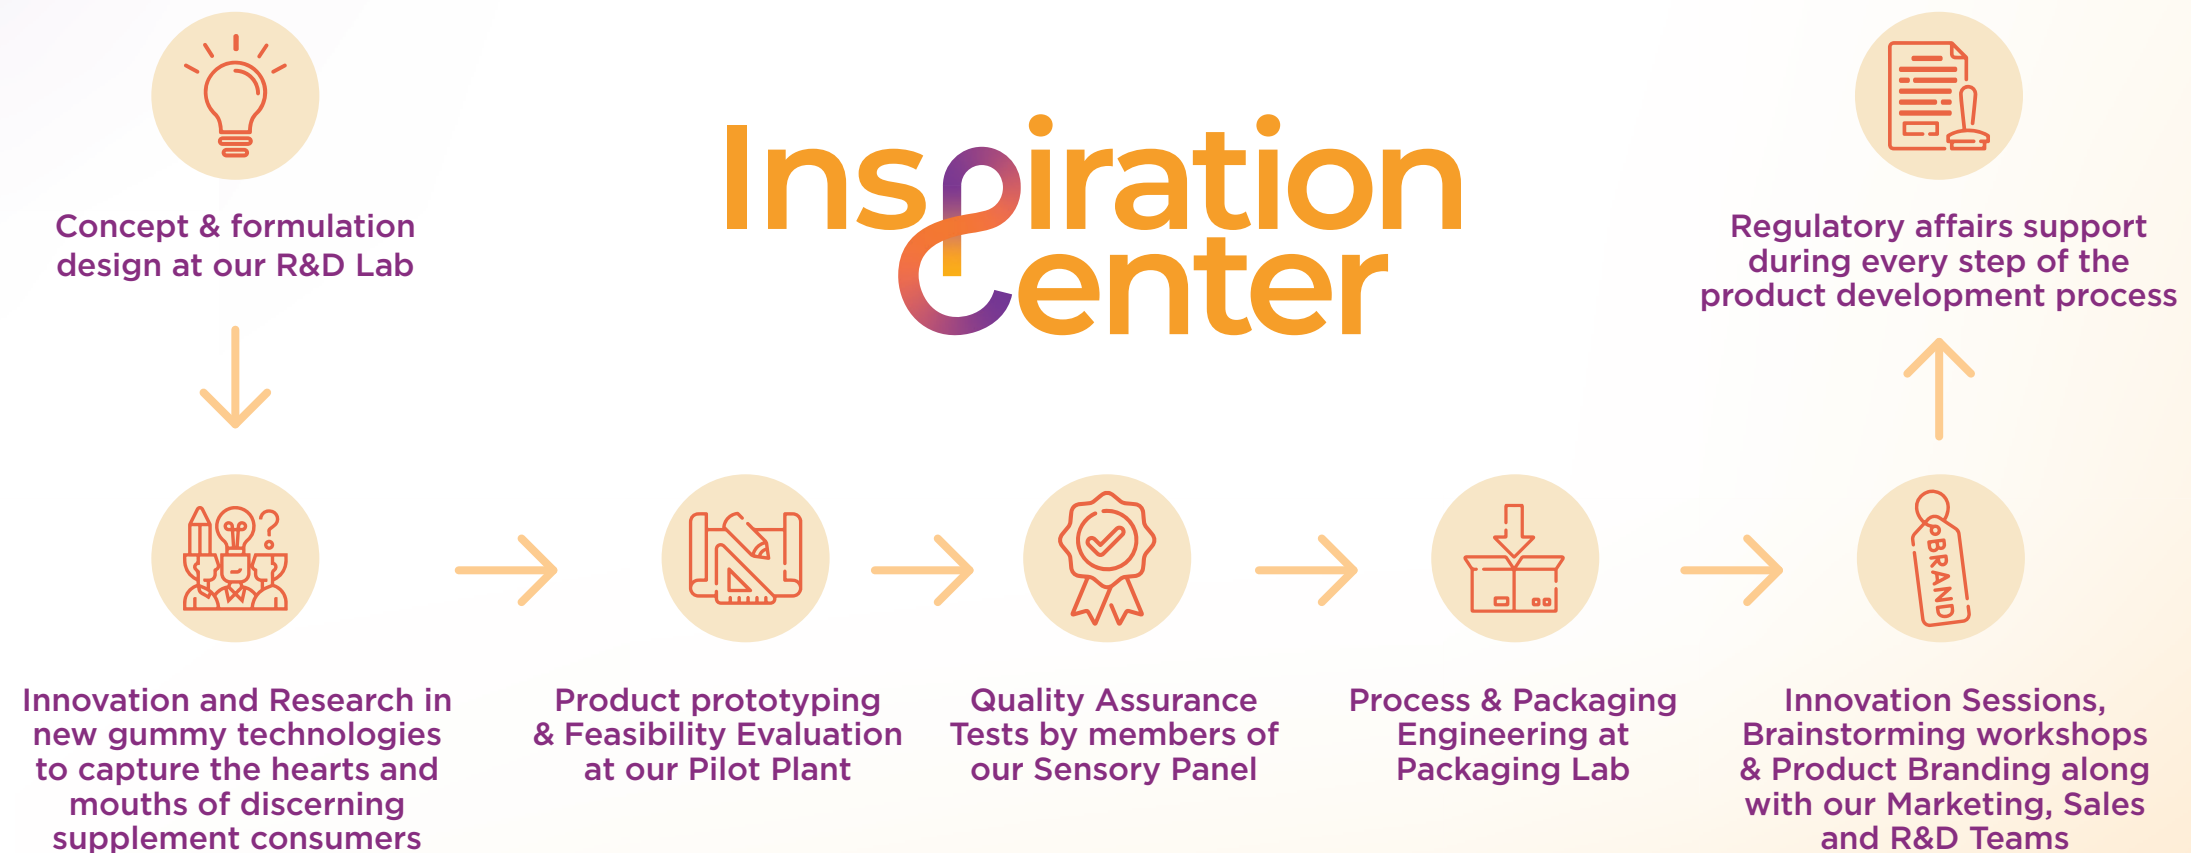 Inspiration
Center
Concept & formulation
design at our R&D Lab
Innovation and Research in
new gummy technologies
to capture the hearts and
mouths of discerning
supplement consumers
Product prototyping
& Feasibility Evaluation
at our Pilot Plant
Quality Assurance
Tests by members of
our Sensory Panel
Process & Packaging
Engineering at
Packaging Lab
BRAND
Innovation Sessions,
Brainstorming workshops
& Product Branding along
with our Marketing, Sales
and R&D Teams
Regulatory affairs support
during every step of the
product development process